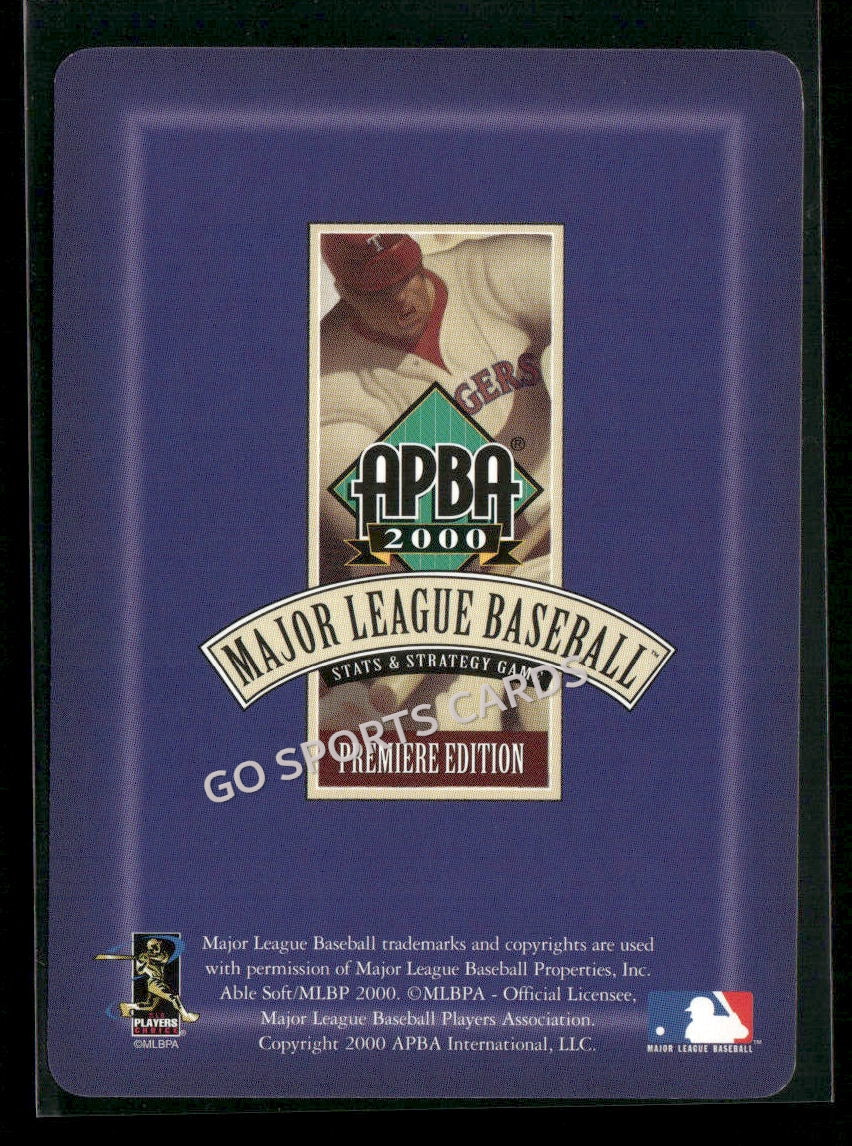 T
GERS
®
APBA
2000
MAJOR LEAGUE BASEBALL™
STATS & STRATEGY GAME
GO SPORTS CARDS
PREMIERE EDITION
Major League Baseball trademarks and copyrights are used
with permission of Major League Baseball Properties, Inc.
Able Soft/MLBP 2000. ©MLBPA - Official Licensee,
Major League Baseball Players Association.
Copyright 2000 APBA International, LLC.
PLAYERS
CHOICE®
©MLBPA
MAJOR LEAGUE BASEBALL™